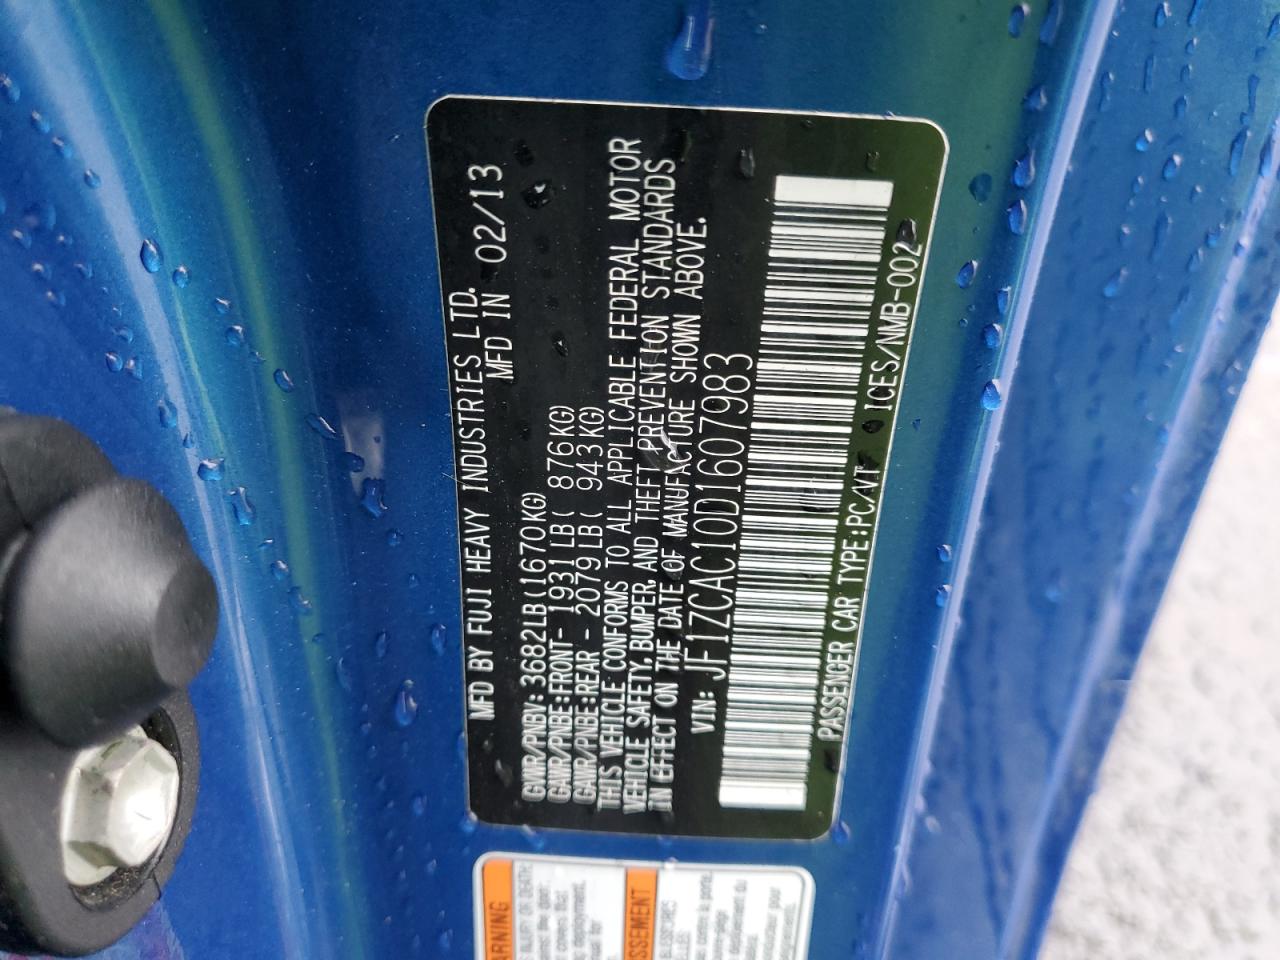 MFD BY FUJI HEAVY INDUSTRIES LTD.
MFD IN 02/13
GVWR/PNBV: 3682LB(1670KG)
GAWR/PNBE:FRONT- 1931LB( 876KG)
GAWR/PNBE:REAR - 2079LB( 943KG)
THIS VEHICLE CONFORMS TO ALL APPLICABLE FEDERAL MOTOR
VEHICLE SAFETY, BUMPER, AND THEFT PREVENTION STANDARDS
IN EFFECT ON THE DATE OF MANUFACTURE SHOWN ABOVE.
VIN: JF1ZCAC10D1607983
PASSENGER CAR TYPE:PC/VT ICES/NMB-002